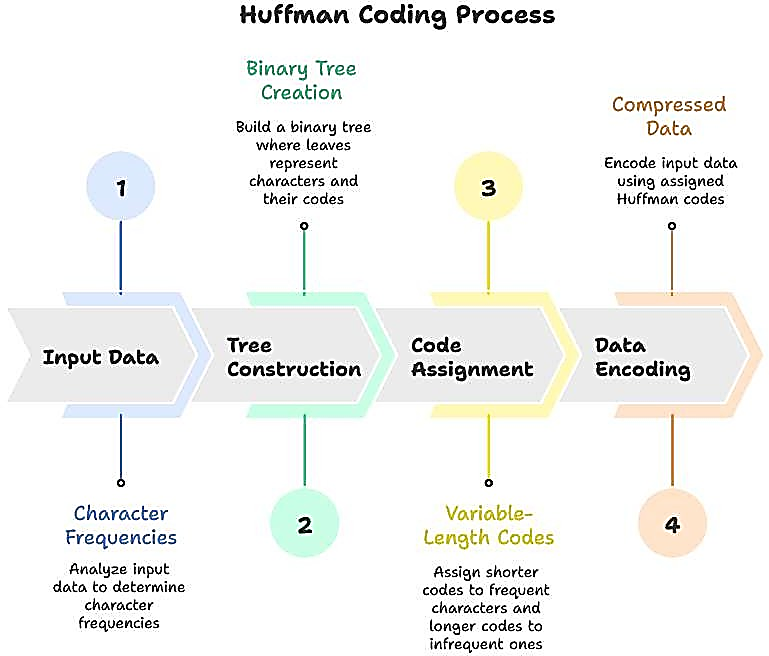 Huffman Coding Process
1
Input Data
Character
Frequencies
Analyze input
data to determine
character
frequencies
Binary Tree
Creation
Build a binary tree
where leaves
represent
characters and
their codes
Tree
Construction
2
3
Code
Assignment
Variable-
Length Codes
Assign shorter
codes to frequent
characters and
longer codes to
infrequent ones
Compressed
Data
Encode input data
using assigned
Huffman codes
Data
Encoding
4